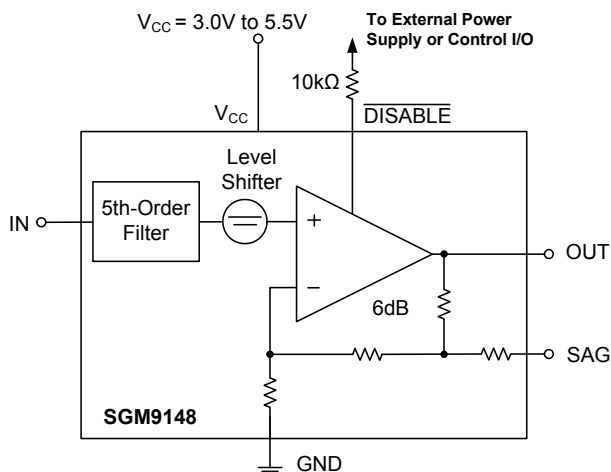 V_CC = 3.0V to 5.5V
To External Power
Supply or Control I/O
10kΩ
V_CC
DISABLE
Level
Shifter
5th-Order
Filter
IN
+
−
6dB
OUT
SAG
SGM9148
GND